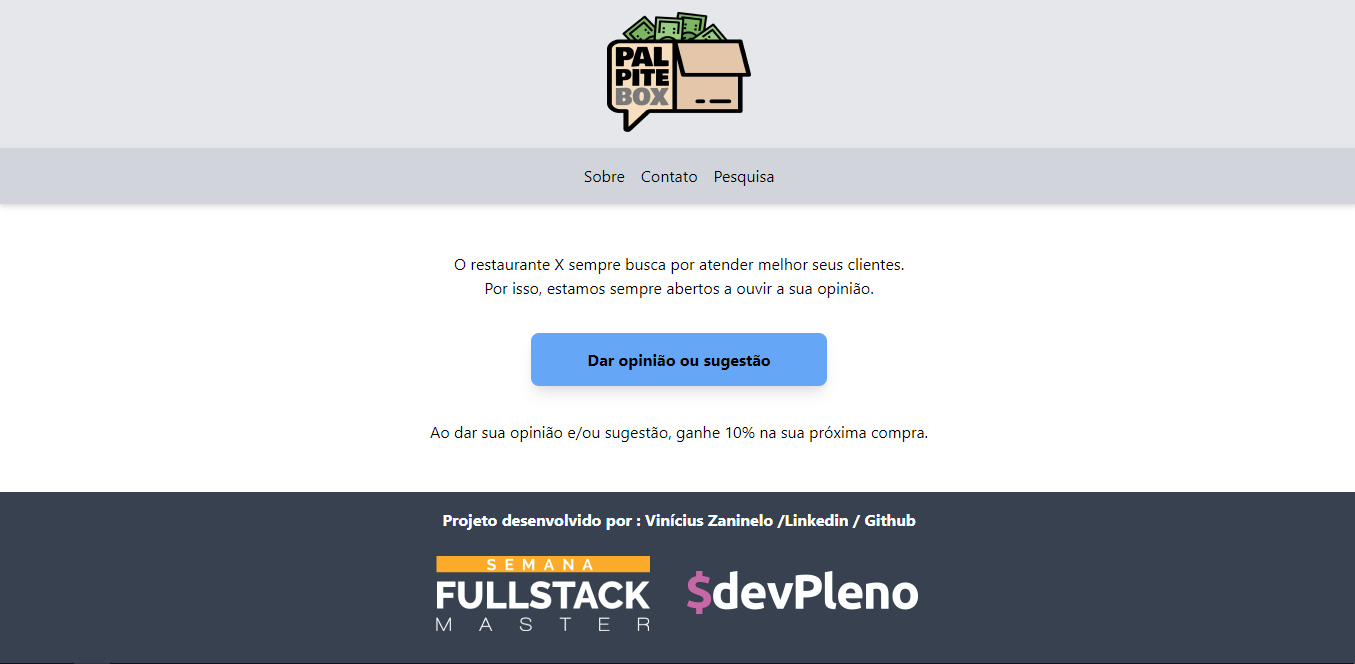 PAL
PITE
BOX
Sobre Contato Pesquisa
O restaurante X sempre busca por atender melhor seus clientes.
Por isso, estamos sempre abertos a ouvir a sua opinião.
Dar opinião ou sugestão
Ao dar sua opinião e/ou sugestão, ganhe 10% na sua próxima compra.
Projeto desenvolvido por : Vinícius Zaninelo /Linkedin / Github
SEMANA
FULLSTACK
MASTER
$devPleno